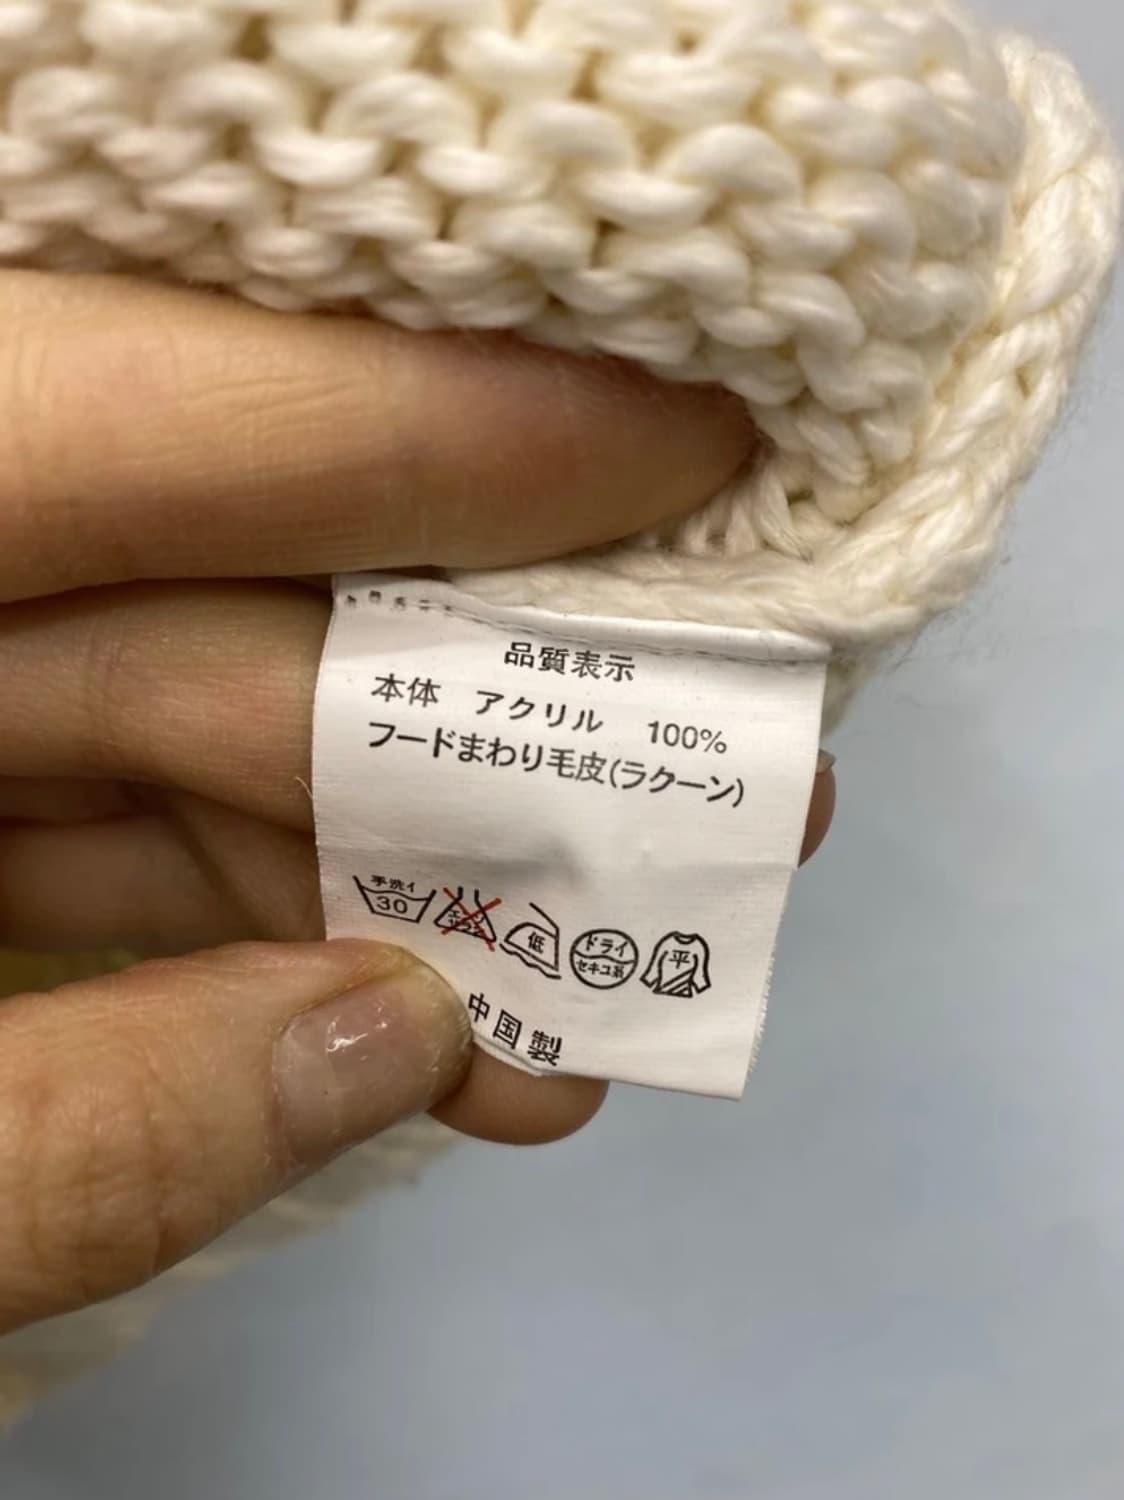 品質表示
本体 アクリル 100%
フードまわり毛皮(ラクーン)
手洗イ
30
低
ドライ
セキユ系
平
中国製